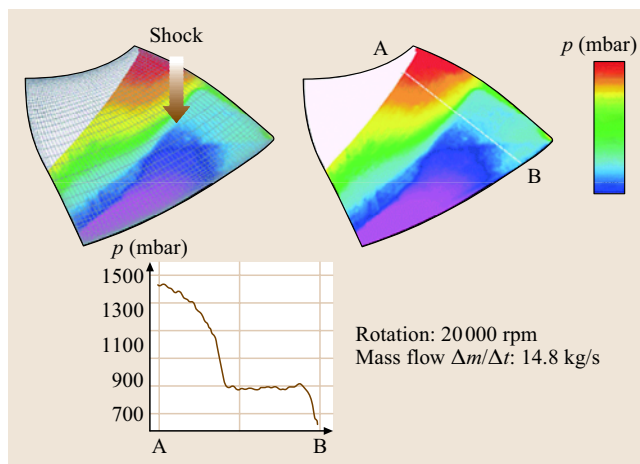 Shock
A
B
p (mbar)
p (mbar)
1500
1300
1100
900
700
A
B
Rotation: 20 000 rpm
Mass flow Δm/Δt: 14.8 kg/s